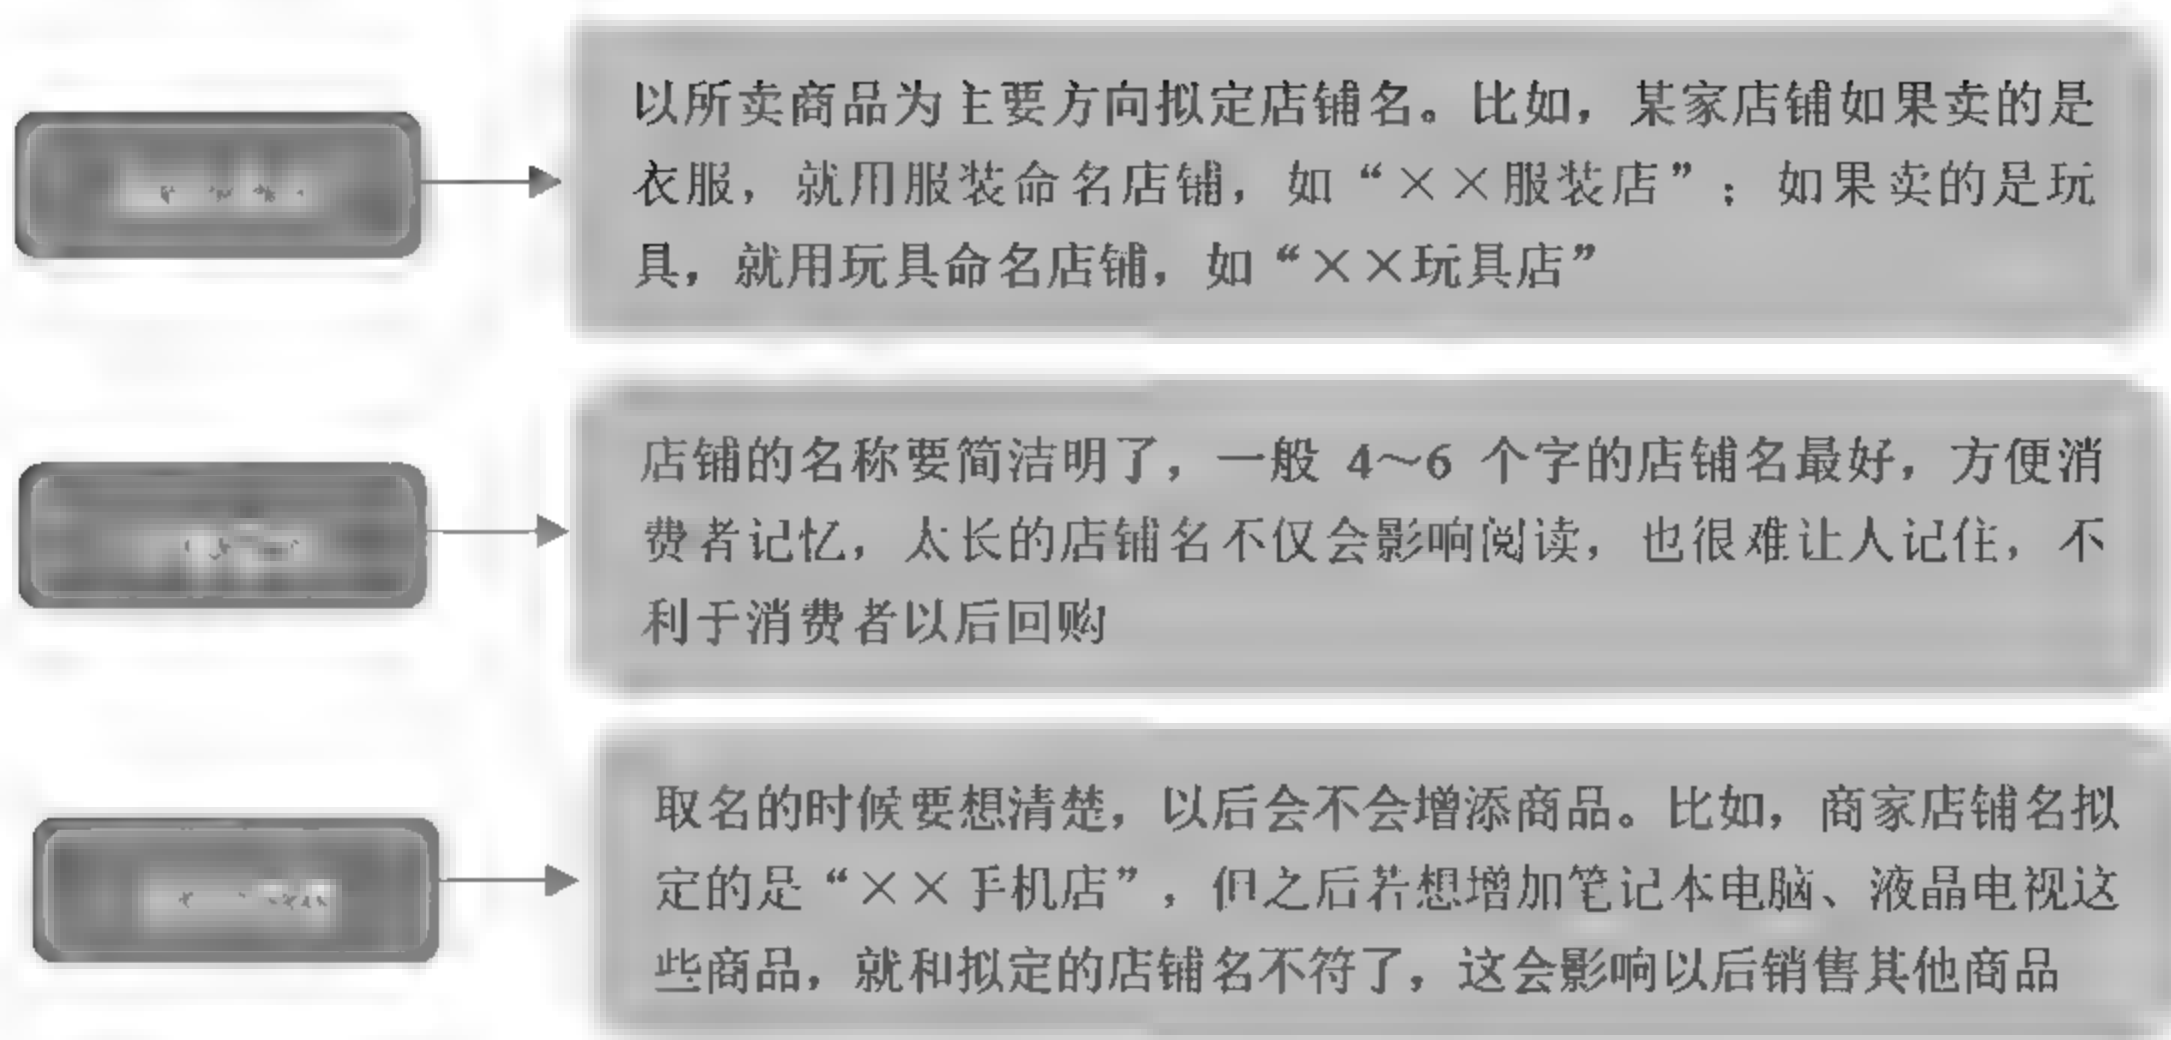 以所卖商品为主要方向拟定店铺名。比如，某家店铺如果卖的是
衣服，就用服装命名店铺，如“××服装店”；如果卖的是玩
具，就用玩具命名店铺，如“××玩具店”
店铺的名称要简洁明了，一般 4～6 个字的店铺名最好，方便消
费者记忆，太长的店铺名不仅会影响阅读，也很难让人记住，不
利于消费者以后回购
取名的时候要想清楚，以后会不会增添商品。比如，商家店铺名拟
定的是“××手机店”，但之后若想增加笔记本电脑、液晶电视这
些商品，就和拟定的店铺名不符了，这会影响以后销售其他商品